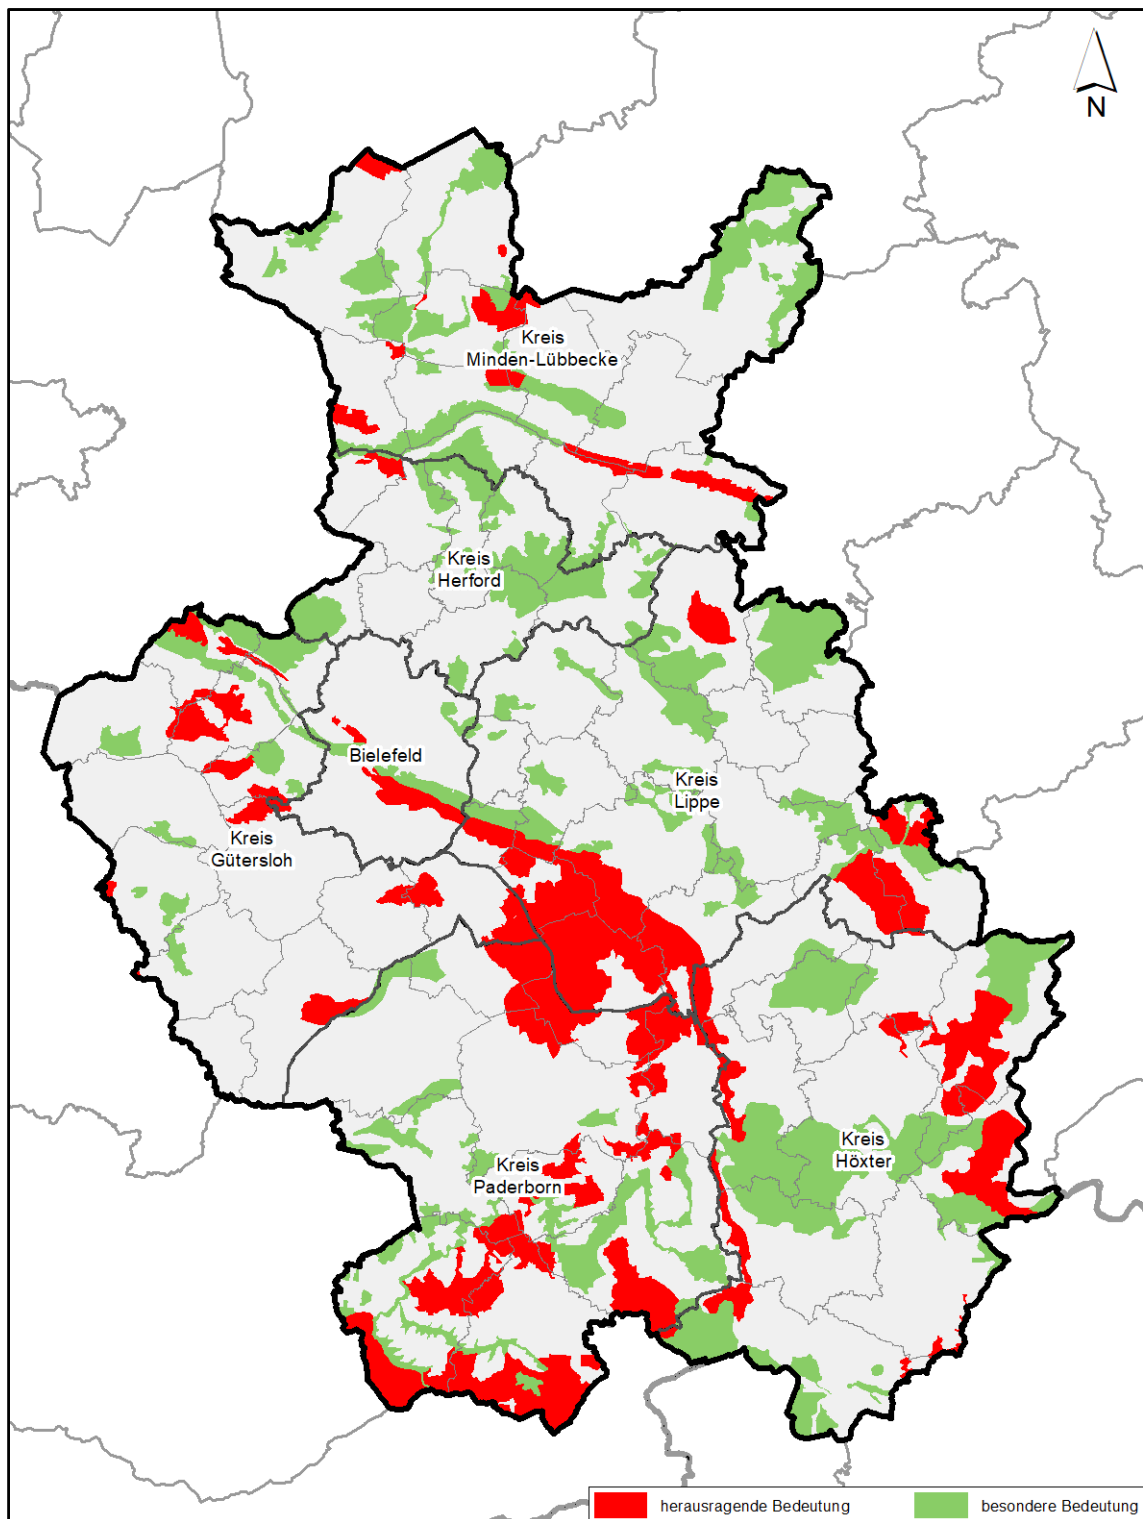 N
Kreis
Minden-Lübbecke
Kreis
Herford
Bielefeld
Kreis
Lippe
Kreis
Gütersloh
Kreis
Höxter
Kreis
Paderborn
herausragende Bedeutung
besondere Bedeutung